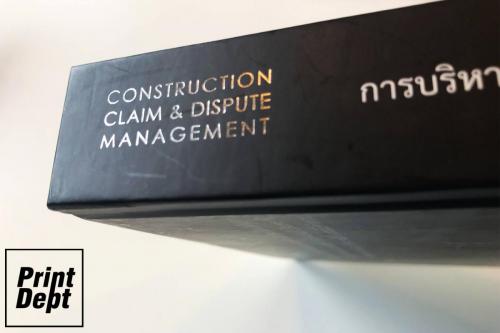 CONSTRUCTION
CLAIM & DISPUTE
MANAGEMENT
การบริหา
Print
Dept